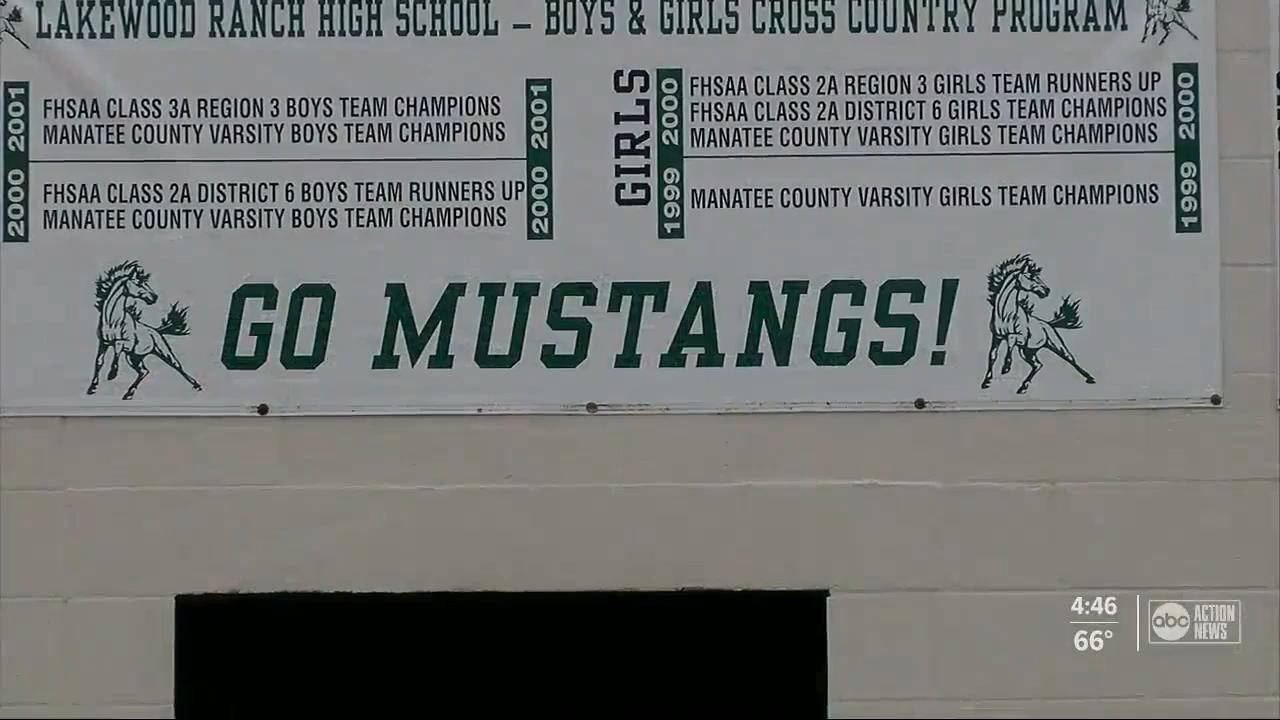 LAKEWOOD RANCH HIGH SCHOOL – BOYS & GIRLS CROSS COUNTRY PROGRAM
2000 2001
FHSAA CLASS 3A REGION 3 BOYS TEAM CHAMPIONS
MANATEE COUNTY VARSITY BOYS TEAM CHAMPIONS
FHSAA CLASS 2A DISTRICT 6 BOYS TEAM RUNNERS UP
MANATEE COUNTY VARSITY BOYS TEAM CHAMPIONS
2000 2001
GIRLS
1999 2000
FHSAA CLASS 2A REGION 3 GIRLS TEAM RUNNERS UP
FHSAA CLASS 2A DISTRICT 6 GIRLS TEAM CHAMPIONS
MANATEE COUNTY VARSITY GIRLS TEAM CHAMPIONS
MANATEE COUNTY VARSITY GIRLS TEAM CHAMPIONS
1999 2000
GO MUSTANGS!
4:46
66°
abc ACTION
NEWS